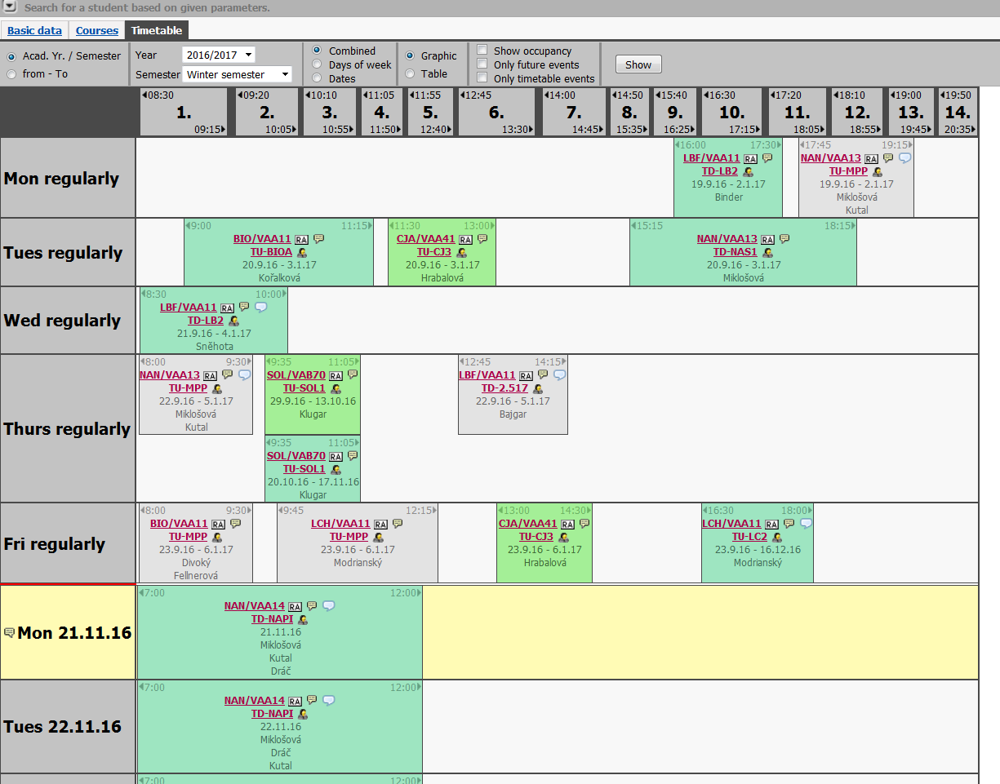 Search for a student based on given parameters.
Basic data Courses Timetable
Acad. Yr. / Semester
from - To
Year 2016/2017
Semester Winter semester
Combined
Days of week
Dates
Graphic
Table
Show occupancy
Only future events
Only timetable events
Show
08:30 09:20 10:10 11:05 11:55 12:45 14:00 14:50 15:40 16:30 17:20 18:10 19:00 19:50
1. 2. 3. 4. 5. 6. 7. 8. 9. 10. 11. 12. 13. 14.
09:15 10:05 10:55 11:50 12:40 13:30 14:45 15:35 16:25 17:15 18:05 18:55 19:45 20:35
Mon regularly
16:00 17:30
LBF/VAA11 RA
TD-LB2
19.9.16 - 2.1.17
Binder
17:45 19:15
NAN/VAA13 RA
TU-MPP
19.9.16 - 2.1.17
Miklošová
Kutal
Tues regularly
9:00 11:15
BIO/VAA11 RA
TU-BIOA
20.9.16 - 3.1.17
Kořalková
11:30 13:00
CJA/VAA41 RA
TU-CJ3
20.9.16 - 3.1.17
Hrabalová
15:15 18:15
NAN/VAA13 RA
TD-NAS1
20.9.16 - 3.1.17
Miklošová
Wed regularly
8:30 10:00
LBF/VAA11 RA
TD-LB2
21.9.16 - 4.1.17
Sněhota
Thurs regularly
8:00 9:30
NAN/VAA13 RA
TU-MPP
22.9.16 - 5.1.17
Miklošová
Kutal
9:35 11:05
SOL/VAB70 RA
TU-SOL1
29.9.16 - 13.10.16
Klugar
9:35 11:05
SOL/VAB70 RA
TU-SOL1
20.10.16 - 17.11.16
Klugar
12:45 14:15
LBF/VAA11 RA
TD-2.517
22.9.16 - 5.1.17
Bajgar
Fri regularly
8:00 9:30
BIO/VAA11 RA
TU-MPP
23.9.16 - 6.1.17
Divoký
Fellnerová
9:45 12:15
LCH/VAA11 RA
TU-MPP
23.9.16 - 6.1.17
Modrianský
13:00 14:30
CJA/VAA41 RA
TU-CJ3
23.9.16 - 6.1.17
Hrabalová
16:30 18:00
LCH/VAA11 RA
TU-LC2
23.9.16 - 16.12.16
Modrianský
Mon 21.11.16
7:00 12:00
NAN/VAA14 RA
TD-NAPI
21.11.16
Miklošová
Kutal
Dráč
Tues 22.11.16
7:00 12:00
NAN/VAA14 RA
TD-NAPI
22.11.16
Miklošová
Dráč
Kutal
7:00 12:00